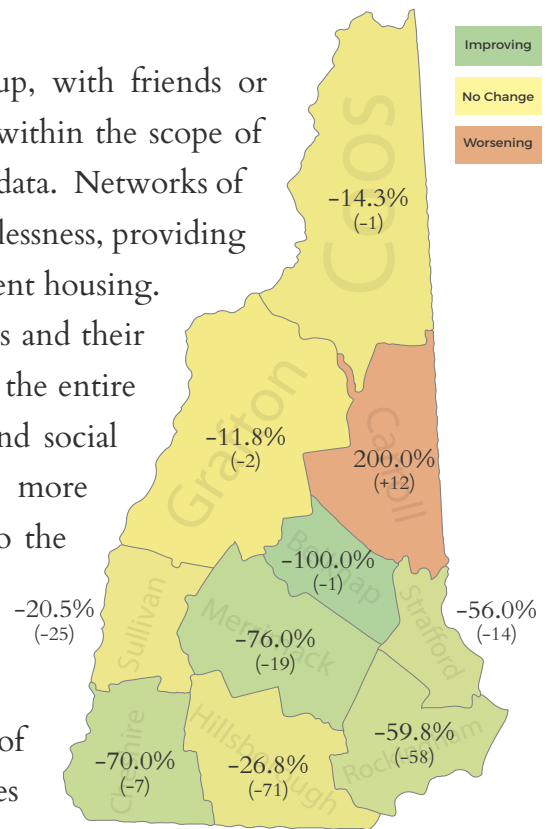 up, with friends or
within the scope of
data. Networks of
lessness, providing
ent housing.
s and their
the entire
nd social
more
o the
of
es
Improving
No Change
Worsening
Coos
-14.3%
(-1)
Grafton
-11.8%
(-2)
Carroll
200.0%
(+12)
Belknap
-100.0%
(-1)
Sullivan
-20.5%
(-25)
Merrimack
-76.0%
(-19)
Strafford
-56.0%
(-14)
Cheshire
-70.0%
(-7)
Hillsborough
-26.8%
(-71)
Rockingham
-59.8%
(-58)